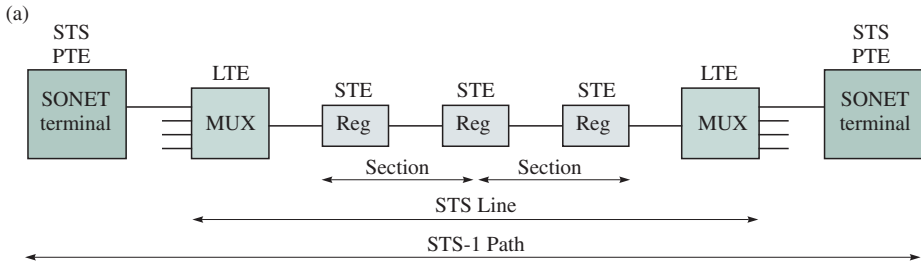 (a)
STS STS
PTE PTE
LTE LTE
STE STE STE
SONET terminal MUX Reg Reg Reg MUX SONET terminal
Section Section
STS Line
STS-1 Path